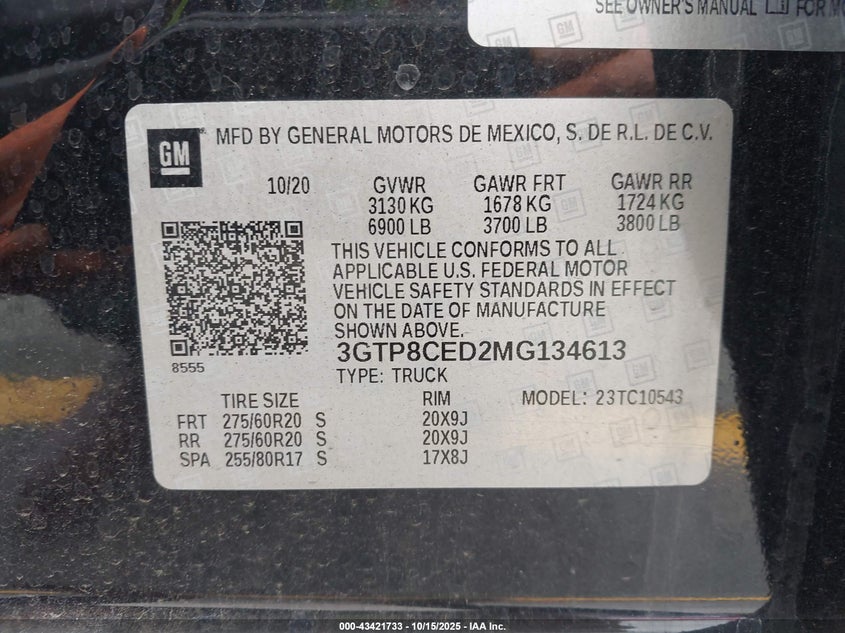 SEE OWNER'S MANUAL FOR MO
GM
MFD BY GENERAL MOTORS DE MEXICO, S. DE R.L. DE C.V.
10/20 GVWR GAWR FRT GAWR RR
3130 KG 1678 KG 1724 KG
6900 LB 3700 LB 3800 LB
THIS VEHICLE CONFORMS TO ALL
APPLICABLE U.S. FEDERAL MOTOR
VEHICLE SAFETY STANDARDS IN EFFECT
ON THE DATE OF MANUFACTURE
SHOWN ABOVE.
8555
3GTP8CED2MG134613
TYPE: TRUCK
TIRE SIZE RIM MODEL: 23TC10543
FRT 275/60R20 S 20X9J
RR 275/60R20 S 20X9J
SPA 255/80R17 S 17X8J
000-43421733 - 10/15/2025 - IAA Inc.